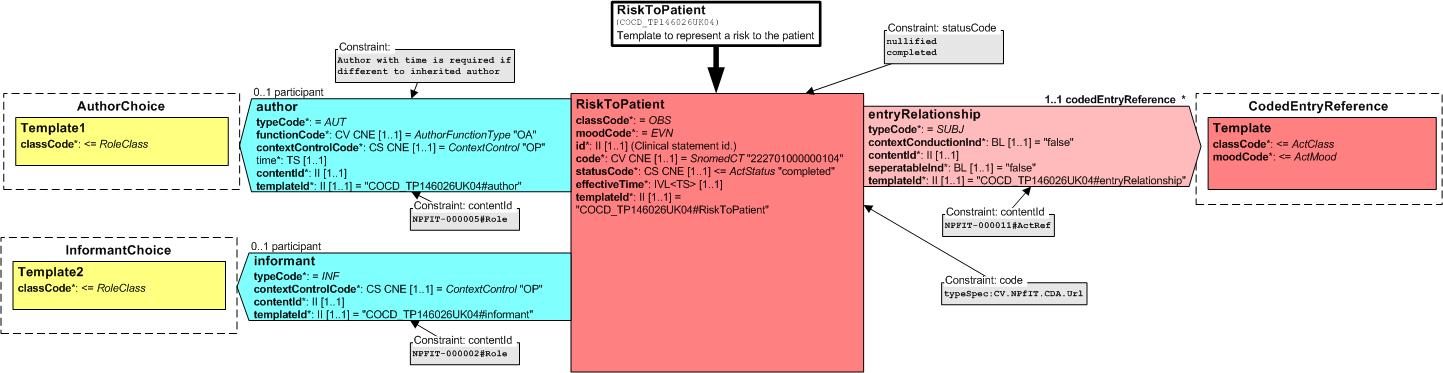 RiskToPatient
(COCD_TP146026UK04)
Template to represent a risk to the patient
Constraint: statusCode
nullified
completed
Constraint:
Author with time is required if
different to inherited author
0..1 participant
AuthorChoice
Template1
classCode*: <= RoleClass
author
typeCode*: = AUT
functionCode*: CV CNE [1..1] = AuthorFunctionType "OA"
contextControlCode*: CS CNE [1..1] = ContextControl "OP"
time*: TS [1..1]
contentId*: II [1..1]
templateId*: II [1..1] = "COCD_TP146026UK04#author"
Constraint: contentId
NPFIT-000005#Role
RiskToPatient
classCode*: = OBS
moodCode*: = EVN
id*: II [1..1] (Clinical statement id.)
code*: CV CNE [1..1] = SnomedCT "222701000000104"
statusCode*: CS CNE [1..1] <= ActStatus "completed"
effectiveTime*: IVL<TS> [1..1]
templateId*: II [1..1] =
"COCD_TP146026UK04#RiskToPatient"
1..1 codedEntryReference *
entryRelationship
typeCode*: = SUBJ
contextConductionInd*: BL [1..1] = "false"
contentId*: II [1..1]
seperatableInd*: BL [1..1] = "false"
templateId*: II [1..1] = "COCD_TP146026UK04#entryRelationship"
Constraint: contentId
NPFIT-000011#ActRef
CodedEntryReference
Template
classCode*: <= ActClass
moodCode*: <= ActMood
Constraint: code
typeSpec:CV.NPfIT.CDA.Url
0..1 participant
InformantChoice
Template2
classCode*: <= RoleClass
informant
typeCode*: = INF
contextControlCode*: CS CNE [1..1] = ContextControl "OP"
contentId*: II [1..1]
templateId*: II [1..1] = "COCD_TP146026UK04#informant"
Constraint: contentId
NPFIT-000002#Role